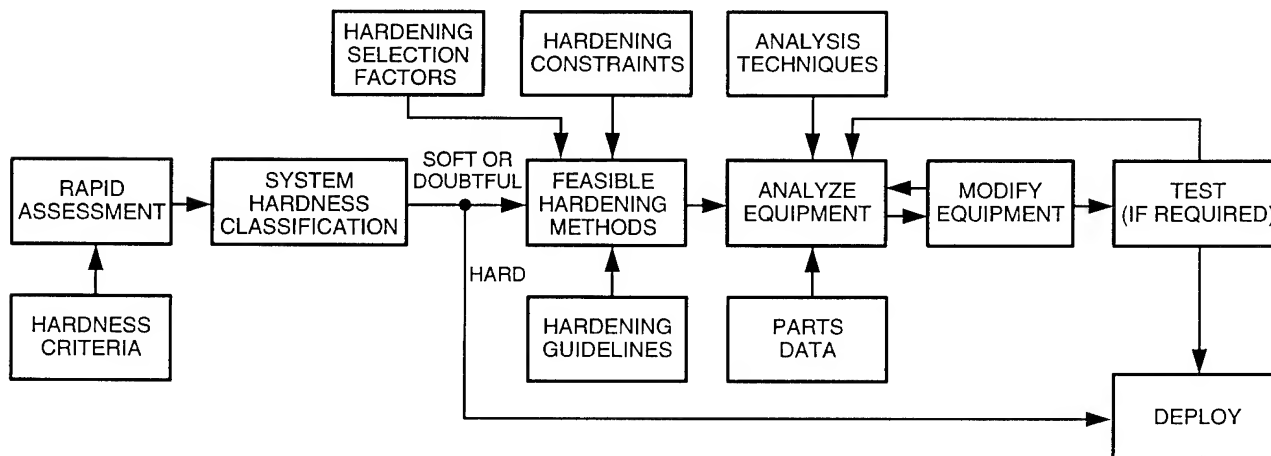 HARDENING
SELECTION
FACTORS
HARDENING
CONSTRAINTS
ANALYSIS
TECHNIQUES
RAPID
ASSESSMENT
SYSTEM
HARDNESS
CLASSIFICATION
SOFT OR
DOUBTFUL
FEASIBLE
HARDENING
METHODS
ANALYZE
EQUIPMENT
MODIFY
EQUIPMENT
TEST
(IF REQUIRED)
HARD
HARDNESS
CRITERIA
HARDENING
GUIDELINES
PARTS
DATA
DEPLOY